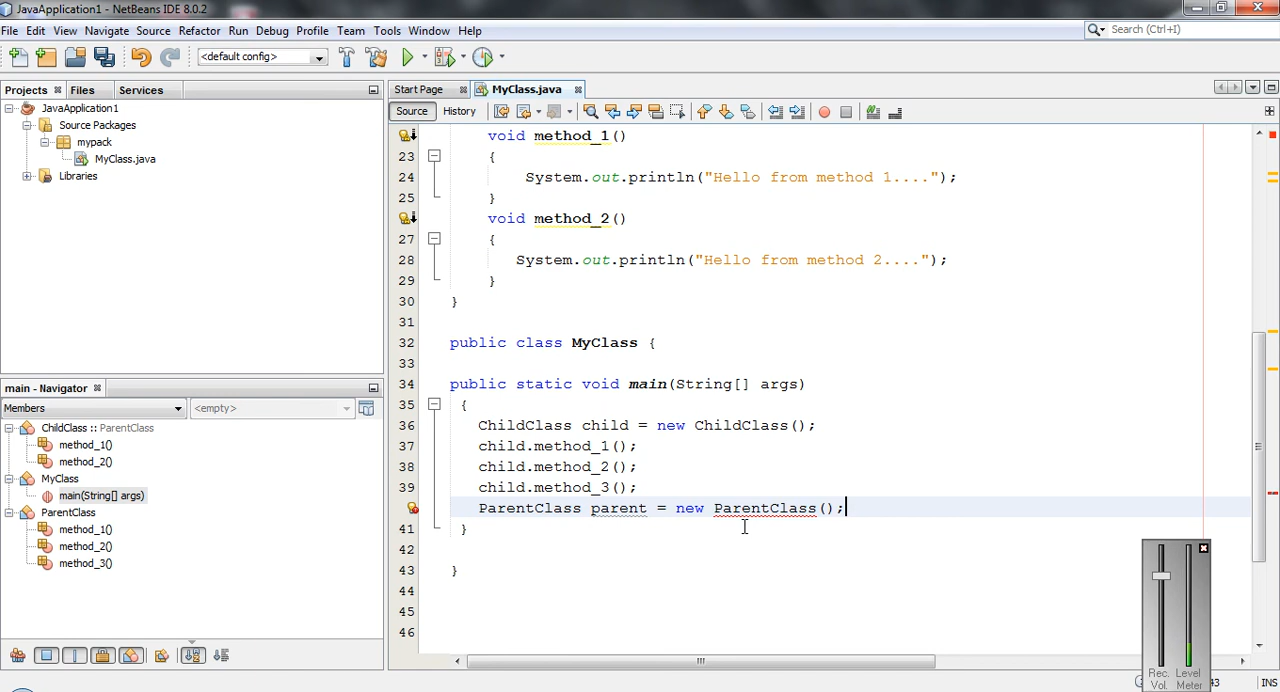 JavaApplication1 - NetBeans IDE 8.0.2
File Edit View Navigate Source Refactor Run Debug Profile Team Tools Window Help
Search (Ctrl+I)
<default config>
Projects Files Services
Start Page MyClass.java
JavaApplication1
Source Packages
mypack
MyClass.java
Libraries
Source History
void method_1()
23 {
24 System.out.println("Hello from method 1....");
25 }
void method_2()
27 {
28 System.out.println("Hello from method 2....");
29 }
30 }
31
32 public class MyClass {
33
34 public static void main(String[] args)
35 {
36 ChildClass child = new ChildClass();
37 child.method_1();
38 child.method_2();
39 child.method_3();
ParentClass parent = new ParentClass();
41 }
42
43 }
44
45
46
main - Navigator
Members <empty>
ChildClass :: ParentClass
method_1()
method_2()
MyClass
main(String[] args)
ParentClass
method_1()
method_2()
method_3()
Rec. Level
Vol. Meter
43 INS